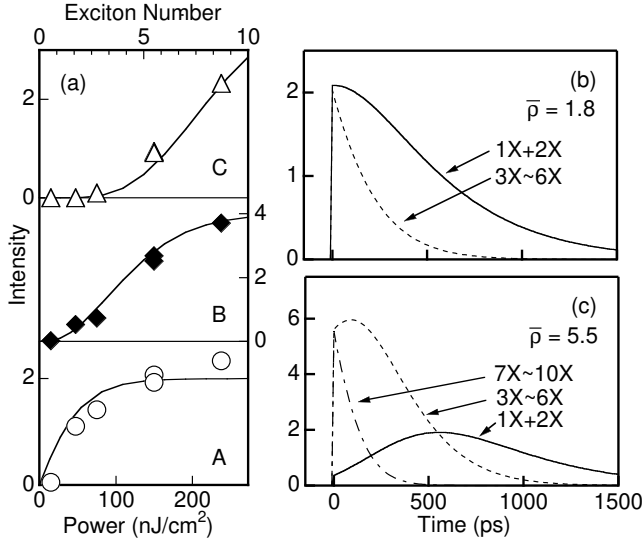 Exciton Number
0 5 10
(a)
2
0
C
4
2
0
B
2
0
A
Intensity
0 100 200
Power (nJ/cm²)
(b)
ρ̅ = 1.8
1X+2X
3X~6X
2
1
0
(c)
ρ̅ = 5.5
7X~10X
3X~6X
1X+2X
6
4
2
0
0 500 1000 1500
Time (ps)